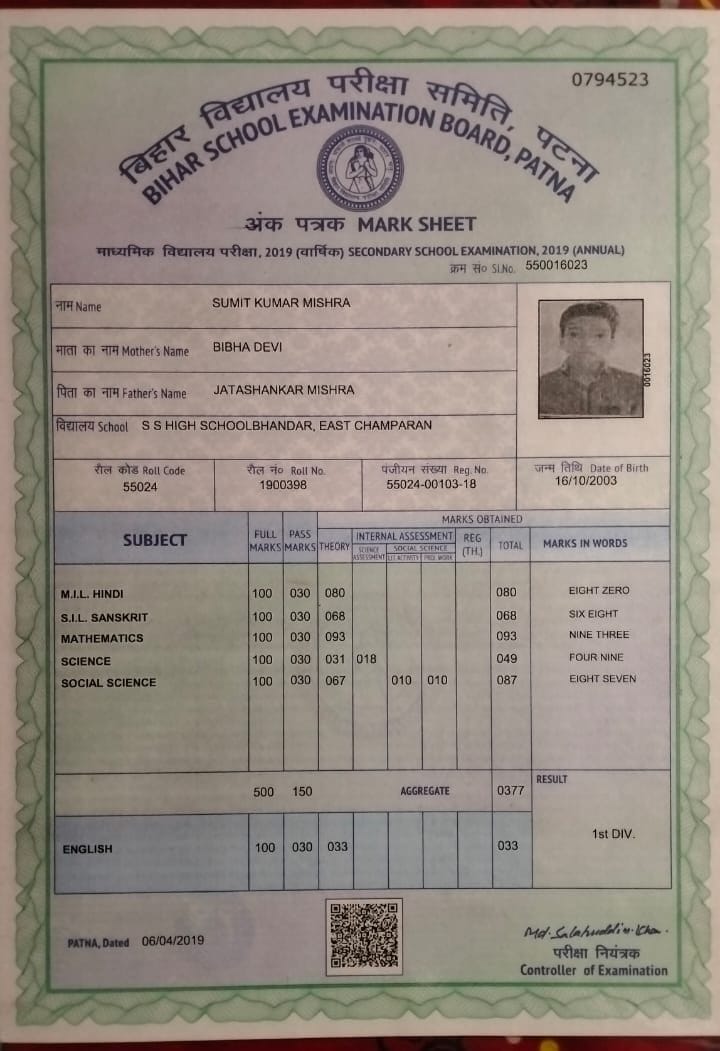 0794523
बिहार विद्यालय परीक्षा समिति, पटना
BIHAR SCHOOL EXAMINATION BOARD, PATNA
अंक पत्रक MARK SHEET
माध्यमिक विद्यालय परीक्षा, 2019 (वार्षिक) SECONDARY SCHOOL EXAMINATION, 2019 (ANNUAL)
क्रम सं० Sl.No. 550016023
नाम Name SUMIT KUMAR MISHRA
माता का नाम Mother's Name BIBHA DEVI
पिता का नाम Father's Name JATASHANKAR MISHRA
0016023
विद्यालय School S S HIGH SCHOOLBHANDAR, EAST CHAMPARAN
रौल कोड Roll Code रौल नं० Roll No. पंजीयन संख्या Reg. No. जन्म तिथि Date of Birth
55024 1900398 55024-00103-18 16/10/2003
MARKS OBTAINED
SUBJECT FULL MARKS PASS MARKS THEORY INTERNAL ASSESSMENT REG (TH.) TOTAL MARKS IN WORDS
SCIENCE ASSESSMENT SOCIAL SCIENCE
LIT. ACTIVITY PROJ. WORK
M.I.L. HINDI 100 030 080 080 EIGHT ZERO
S.I.L. SANSKRIT 100 030 068 068 SIX EIGHT
MATHEMATICS 100 030 093 093 NINE THREE
SCIENCE 100 030 031 018 049 FOUR NINE
SOCIAL SCIENCE 100 030 067 010 010 087 EIGHT SEVEN
500 150 AGGREGATE 0377 RESULT
1st DIV.
ENGLISH 100 030 033 033
PATNA, Dated 06/04/2019
Md. Salahuddin Khan.
परीक्षा नियंत्रक
Controller of Examination